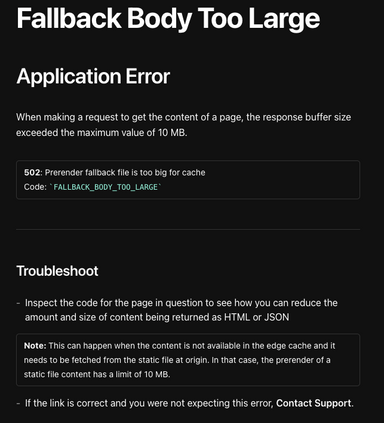 Fallback Body Too Large
Application Error
When making a request to get the content of a page, the response buffer size
exceeded the maximum value of 10 MB.
502: Prerender fallback file is too big for cache
Code: `FALLBACK_BODY_TOO_LARGE`
Troubleshoot
- Inspect the code for the page in question to see how you can reduce the
amount and size of content being returned as HTML or JSON
Note: This can happen when the content is not available in the edge cache and it
needs to be fetched from the static file at origin. In that case, the prerender of a
static file content has a limit of 10 MB.
- If the link is correct and you were not expecting this error, Contact Support.